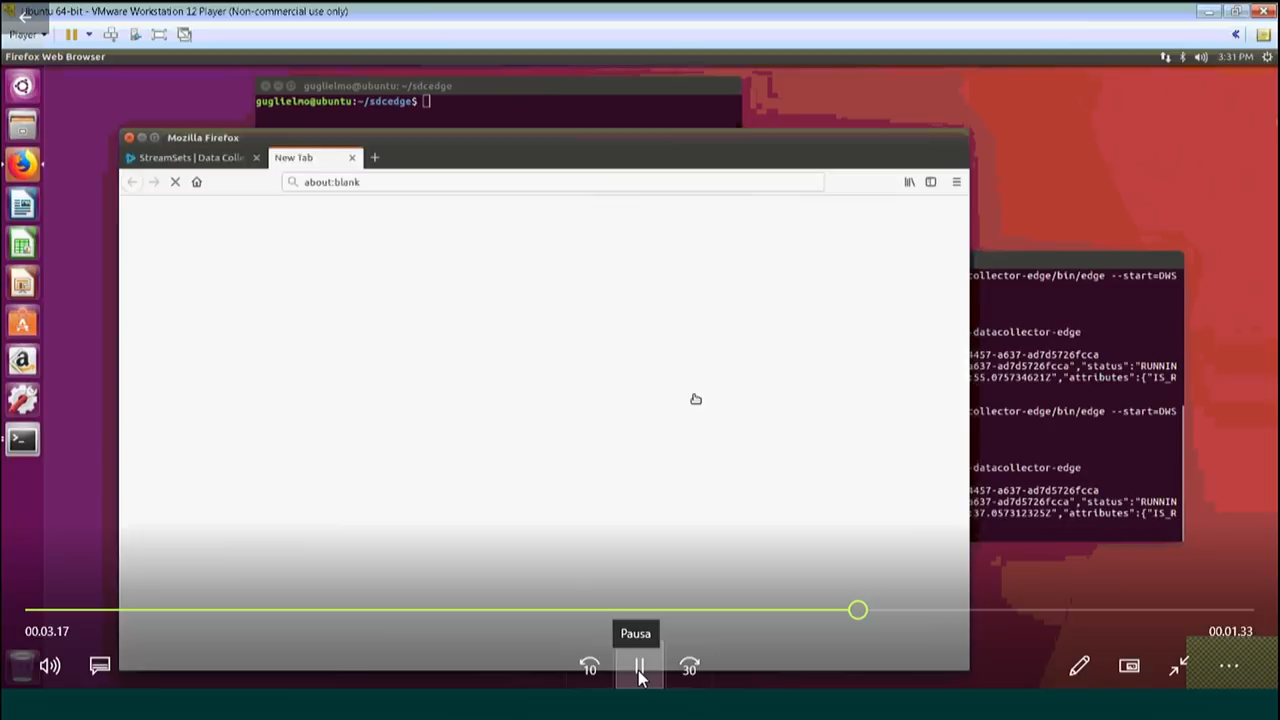 Ubuntu 64-bit - VMware Workstation 12 Player (Non-commercial use only)
Player
Firefox Web Browser
3:31 PM
guglielmo@ubuntu: ~/sdcedge
guglielmo@ubuntu:~/sdcedge$
Mozilla Firefox
StreamSets | Data Colle
New Tab
about:blank
collector-edge/bin/edge --start=DWS
-datacollector-edge
4457-a637-ad7d5726fcca
a637-ad7d5726fcca","status":"RUNNIN
:55.075734621Z","attributes":{"IS_R
collector-edge/bin/edge --start=DWS
-datacollector-edge
4457-a637-ad7d5726fcca
a637-ad7d5726fcca","status":"RUNNIN
:37.057312325Z","attributes":{"IS_R
00.03.17
Pausa
00.01.33
10
30